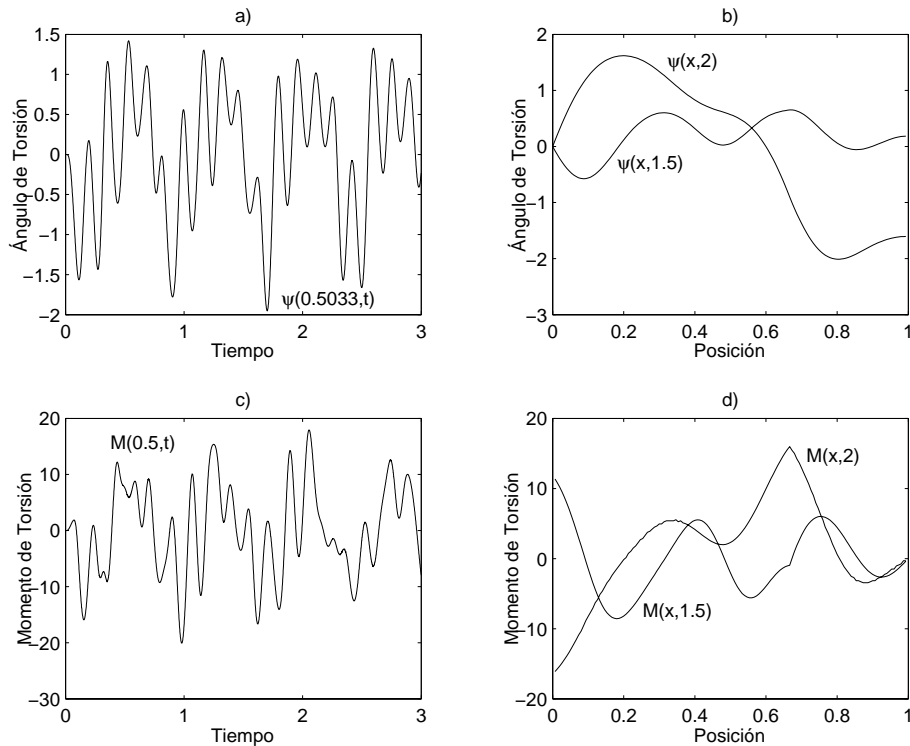 a)
Ángulo de Torsión
1.5
1
0.5
0
−0.5
−1
−1.5
−2
ψ(0.5033,t)
0 1 2 3
Tiempo
b)
Ángulo de Torsión
2
1
0
−1
−2
−3
ψ(x,2)
ψ(x,1.5)
0 0.2 0.4 0.6 0.8 1
Posición
c)
Momento de Torsión
20
10
0
−10
−20
−30
M(0.5,t)
0 1 2 3
Tiempo
d)
Momento de Torsión
20
10
0
−10
−20
M(x,2)
M(x,1.5)
0 0.2 0.4 0.6 0.8 1
Posición